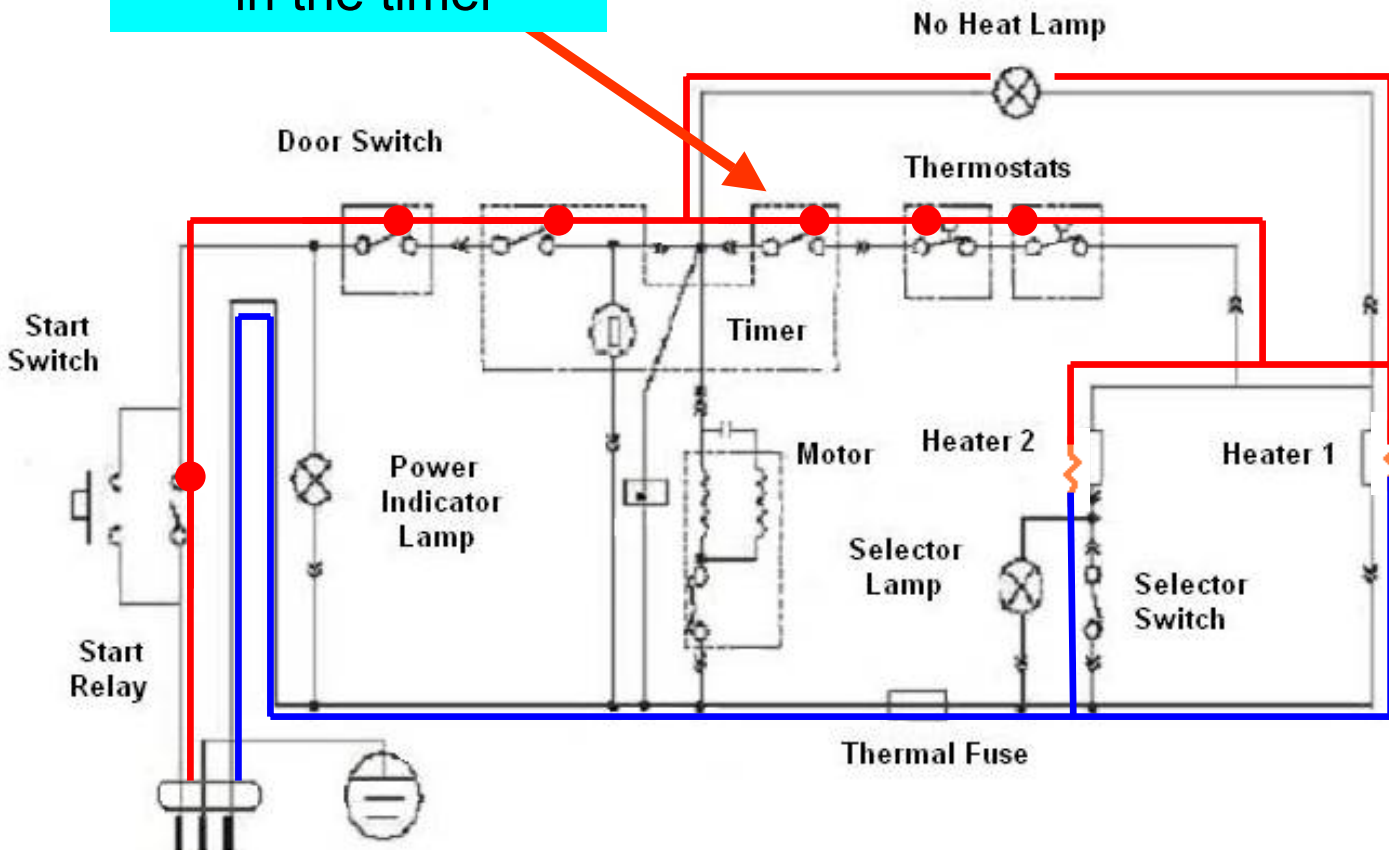 in the timer
No Heat Lamp
Door Switch
Thermostats
Start
Switch
Timer
Power
Indicator
Lamp
Motor
Heater 2
Heater 1
Selector
Lamp
Selector
Switch
Start
Relay
Thermal Fuse